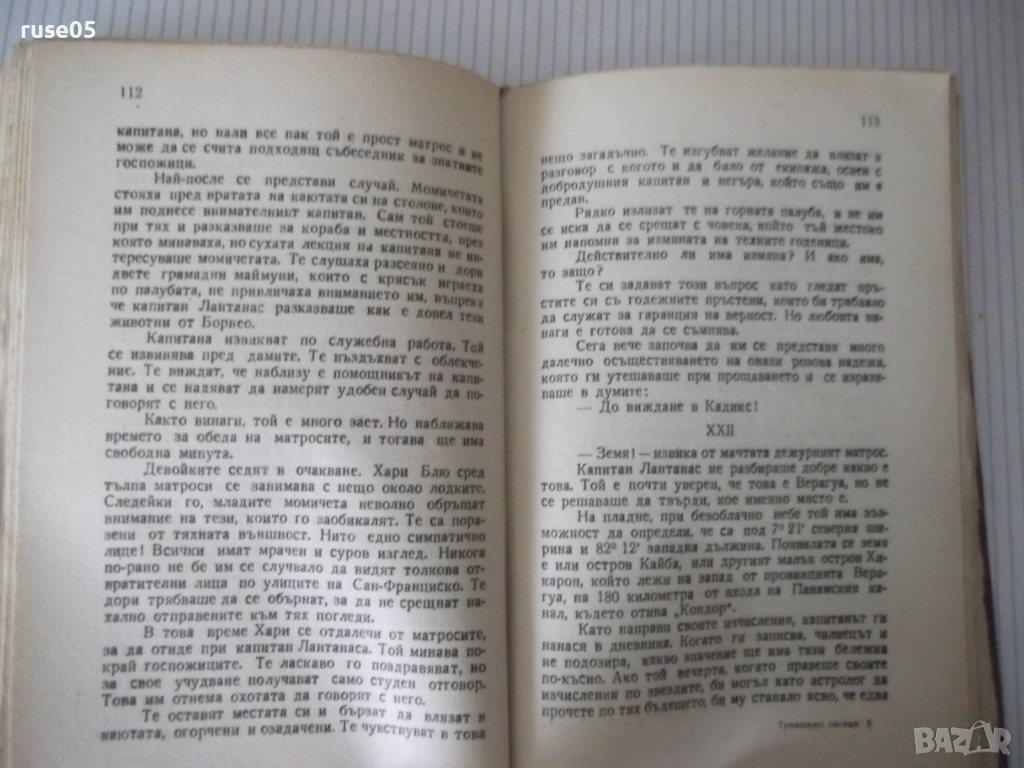 ruse05
112
капитана, но нали все пак той е прост матрос и не
може да се счита подходящ събеседник за знатните
госпожици.
Най-после се представи случай. Момичетата
стояха пред вратата на каютата си на столове, които
им поднесе внимателният капитан. Сам той стоеше
при тях и разказваше за кораба и местността, през
която минаваха, но сухата лекция на капитана не ин-
тересуваше момичетата. Те слушаха разсеяно и дори
двете грамадни маймуни, които с крясък играеха
по палубата, не привличаха вниманието им, въпреки
че капитан Лантанас разказваше как е довел тези
животни от Борнео.
Капитана извикват по служебна работа. Той
се извинява пред дамите. Те въздъхват с облекче-
ние. Те виждат, че наблизу е помощникът на капи-
тана и се надяват да намерят удобен случай да по-
говорят с него.
Както винаги, той е много зает. Но наближава
времето за обеда на матросите, и тогава ще има
свободна минута.
Девойките седят в очакване. Хари Блю сред
тълпа матроси се занимава с нещо около лодките.
Следейки го, младите момичета неволно обръщат
внимание на тези, които го заобикалят. Те са пора-
зени от тяхната външност. Нито едно симпатично
лице! Всички имат мрачен и суров изглед. Никога
по-рано не бе им се случвало да видят толкова от-
вратителни лица по улиците на Сан-Франциско. Те
дори трябваше да се обърнат, за да не срещнат на-
хално отправените към тях погледи.
В това време Хари се отдалечи от матросите,
за да отиде при капитан Лантанаса. Той минава по-
край госпожиците. Те ласкаво го поздравяват, но
за свое учудване получават само студен отговор.
Това им отнема охотата да говорят с него.
Те оставят местата си и бързат да влязат в
каютата, огорчени и озадачени. Те чувствуват в това
113
нещо загадъчно. Те изгубват желание да влизат в
разговор с когото и да било от екипажа, освен с
добродушния капитан и негъра, който също им е
предан.
Рядко излизат те на горната палуба, и не им
се иска да се срещат с човека, който тъй жестоко
им напомня за измяната на техните годеници.
Действително ли има измяна? И ако има,
то защо?
Те си задават този въпрос като гледат пръ-
стите си съ годежните пръстени, които би трябвало
да служат за гаранция на верност. Но любовта ви-
наги е готова да се съмнява.
Сега вече започва да им се представя много
далечно осъществяването на онази розова надежа,
която ги утешаваше при прощаването и се изразя-
ваше в думите:
— До виждане в Кадикс!
XXII
— Земя! — извика от мачтата дежурният матрос.
Капитан Лантанас не разбираше добре какво е
това. Той е почти уверен, че това е Верагуа, но не
се решаваше да твърди, кое именно място е.
На пладне, при безоблачно небе той има въз-
можност да определи, че са под 7° 21' северна ши-
рина и 82° 12' западна дължина. Появилата се земя
е или остров Кайба, или другият малък остров Хи-
карон, който лежи на запад от провинцията Вера-
гуа, на 180 километра от входа на Панамския ка-
нал, където отива „Кондор“.
Като направи своите изчисления, капитанът ги
нанася в дневника. Когато ги записва, чилиецът и
не подозира, какво значение ще има тази бележка
по-късно. Ако той вечерта, когато правеше своите
изчисления по звездите, би могъл като астролог да
прочете по тях бъдещето, би му станало ясно, че едва
Тревожен сигнал 8
BAZAR